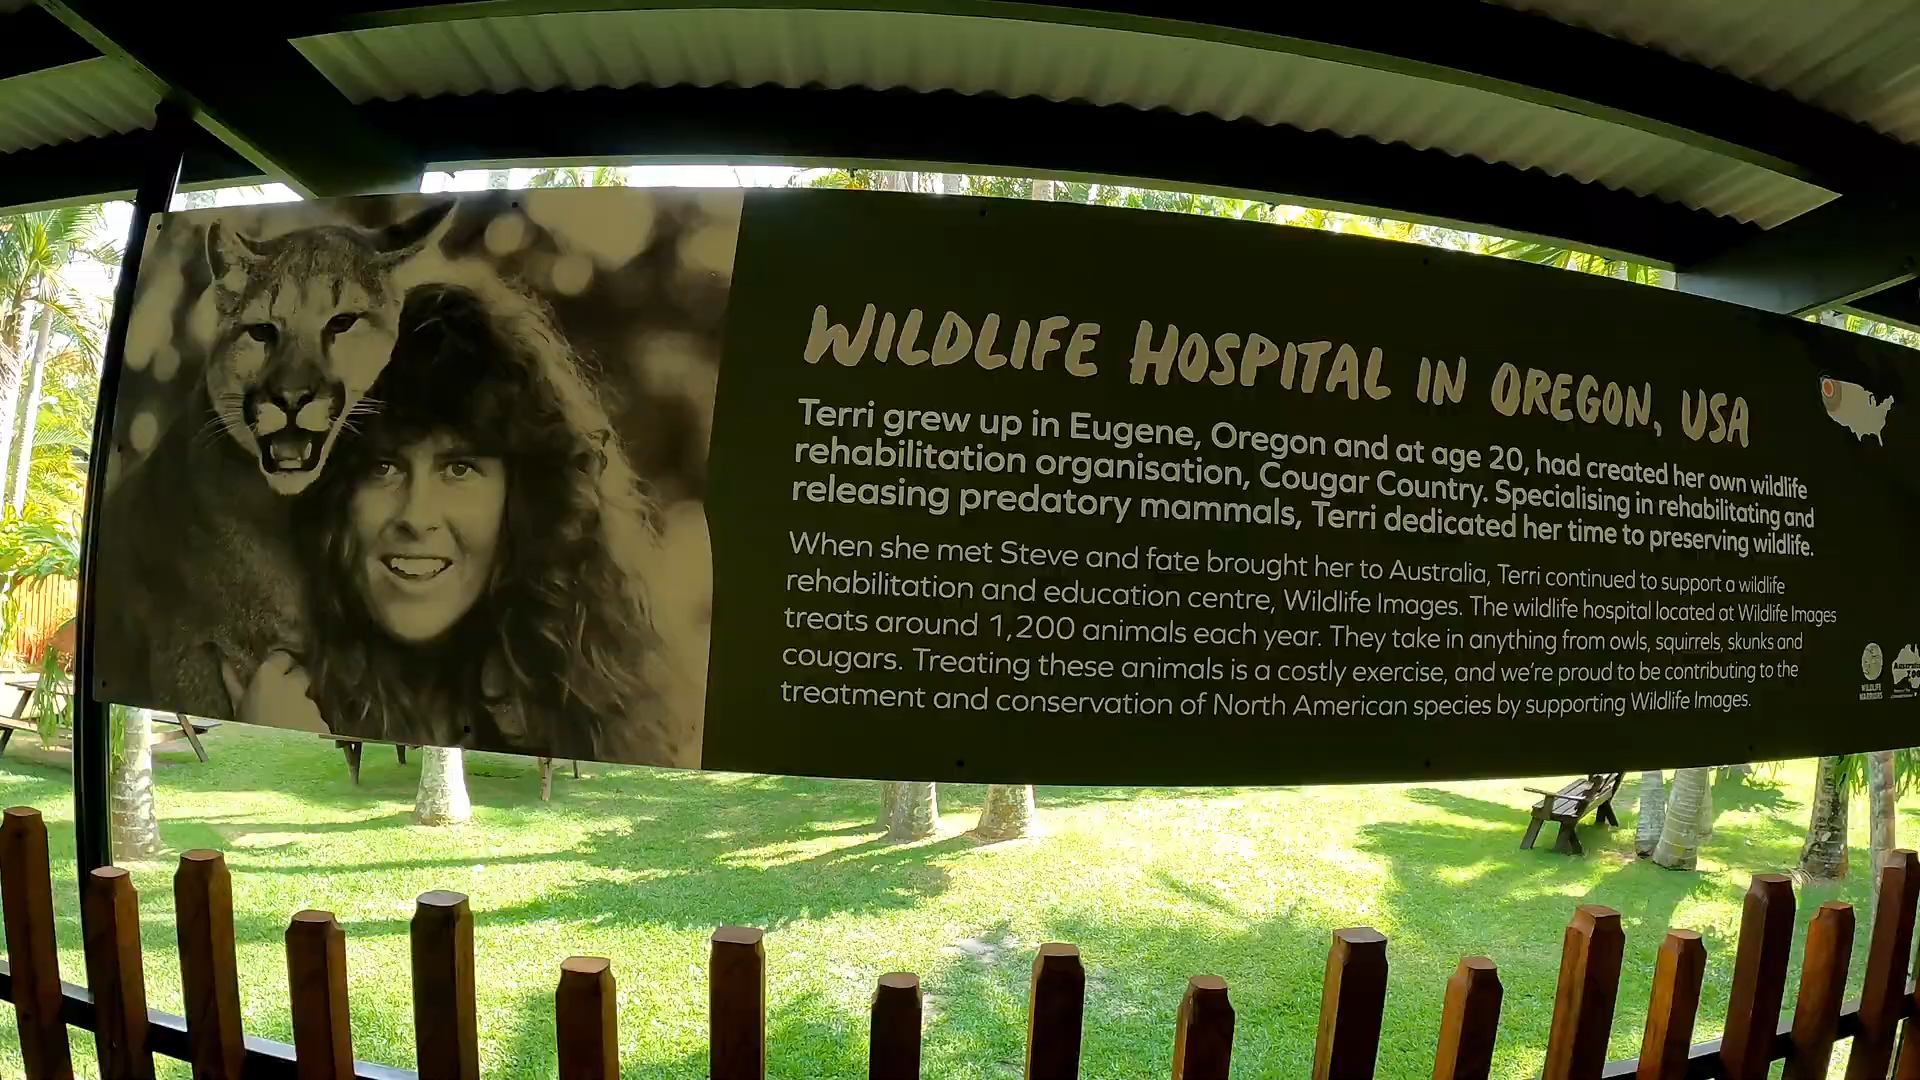 WILDLIFE HOSPITAL IN OREGON, USA
Terri grew up in Eugene, Oregon and at age 20, had created her own wildlife
rehabilitation organisation, Cougar Country. Specialising in rehabilitating and
releasing predatory mammals, Terri dedicated her time to preserving wildlife.
When she met Steve and fate brought her to Australia, Terri continued to support a wildlife
rehabilitation and education centre, Wildlife Images. The wildlife hospital located at Wildlife Images
treats around 1,200 animals each year. They take in anything from owls, squirrels, skunks and
cougars. Treating these animals is a costly exercise, and we're proud to be contributing to the
treatment and conservation of North American species by supporting Wildlife Images.
WILDLIFE
WARRIORS